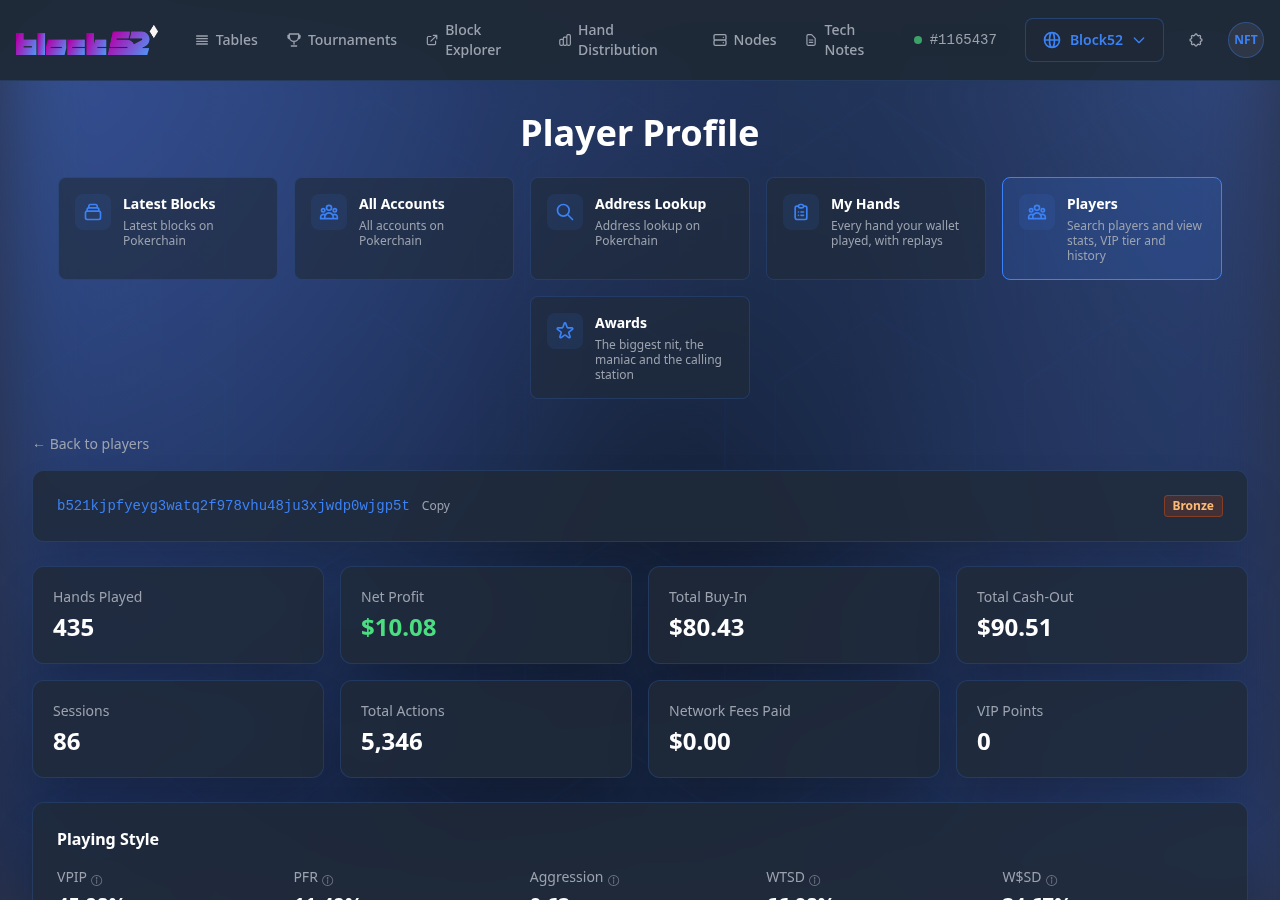 block52
Tables
Tournaments
Block
Explorer
Hand
Distribution
Nodes
Tech
Notes
#1165437
Block52
NFT
Player Profile
Latest Blocks
Latest blocks on
Pokerchain
All Accounts
All accounts on
Pokerchain
Address Lookup
Address lookup on
Pokerchain
My Hands
Every hand your wallet
played, with replays
Players
Search players and view
stats, VIP tier and
history
Awards
The biggest nit, the
maniac and the calling
station
← Back to players
b521kjpfyeyg3watq2f978vhu48ju3xjwdp0wjgp5t Copy
Bronze
Hands Played
435
Net Profit
$10.08
Total Buy-In
$80.43
Total Cash-Out
$90.51
Sessions
86
Total Actions
5,346
Network Fees Paid
$0.00
VIP Points
0
Playing Style
VPIP
PFR
Aggression
WTSD
W$SD